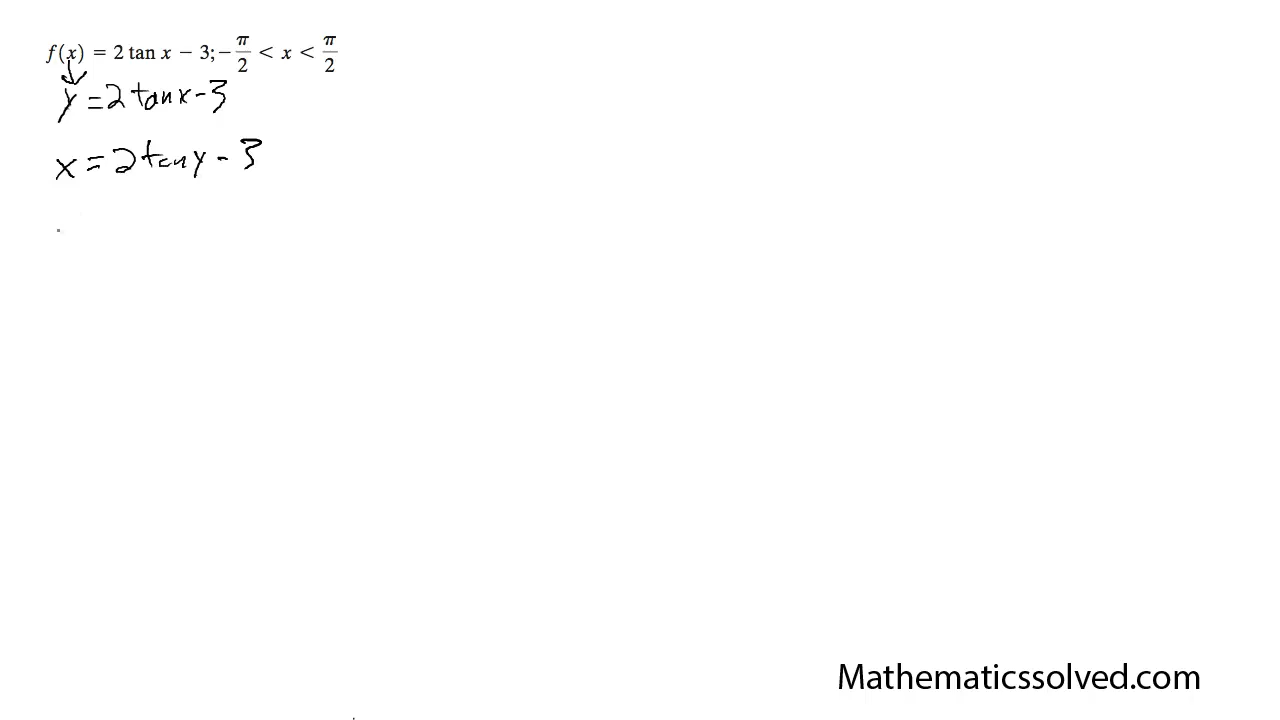 f(x) = 2 tan x − 3; −π/2 < x < π/2
y = 2 tan x - 3
x = 2 tan y - 3
Mathematicssolved.com